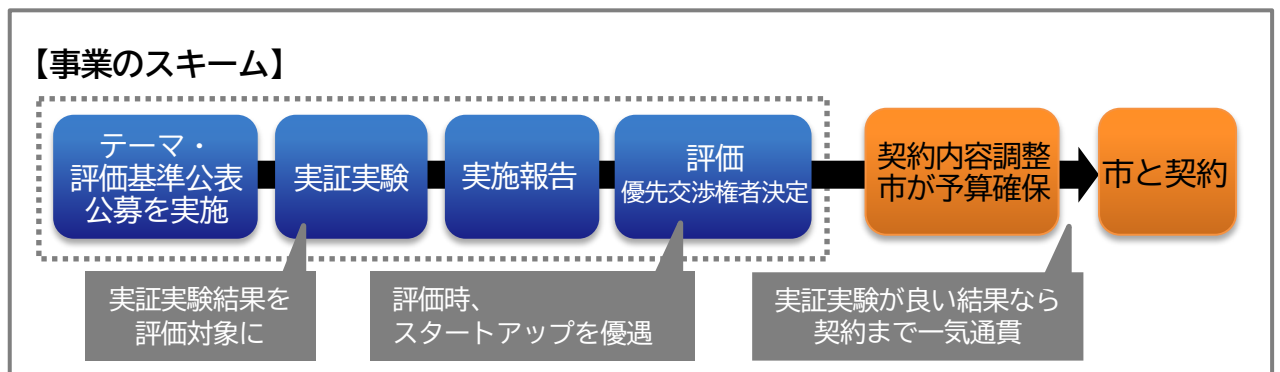 【事業のスキーム】
テーマ・
評価基準公表
公募を実施
実証実験
実施報告
評価
優先交渉権者決定
契約内容調整
市が予算確保
市と契約
実証実験結果を
評価対象に
評価時、
スタートアップを優遇
実証実験が良い結果なら
契約まで一気通貫